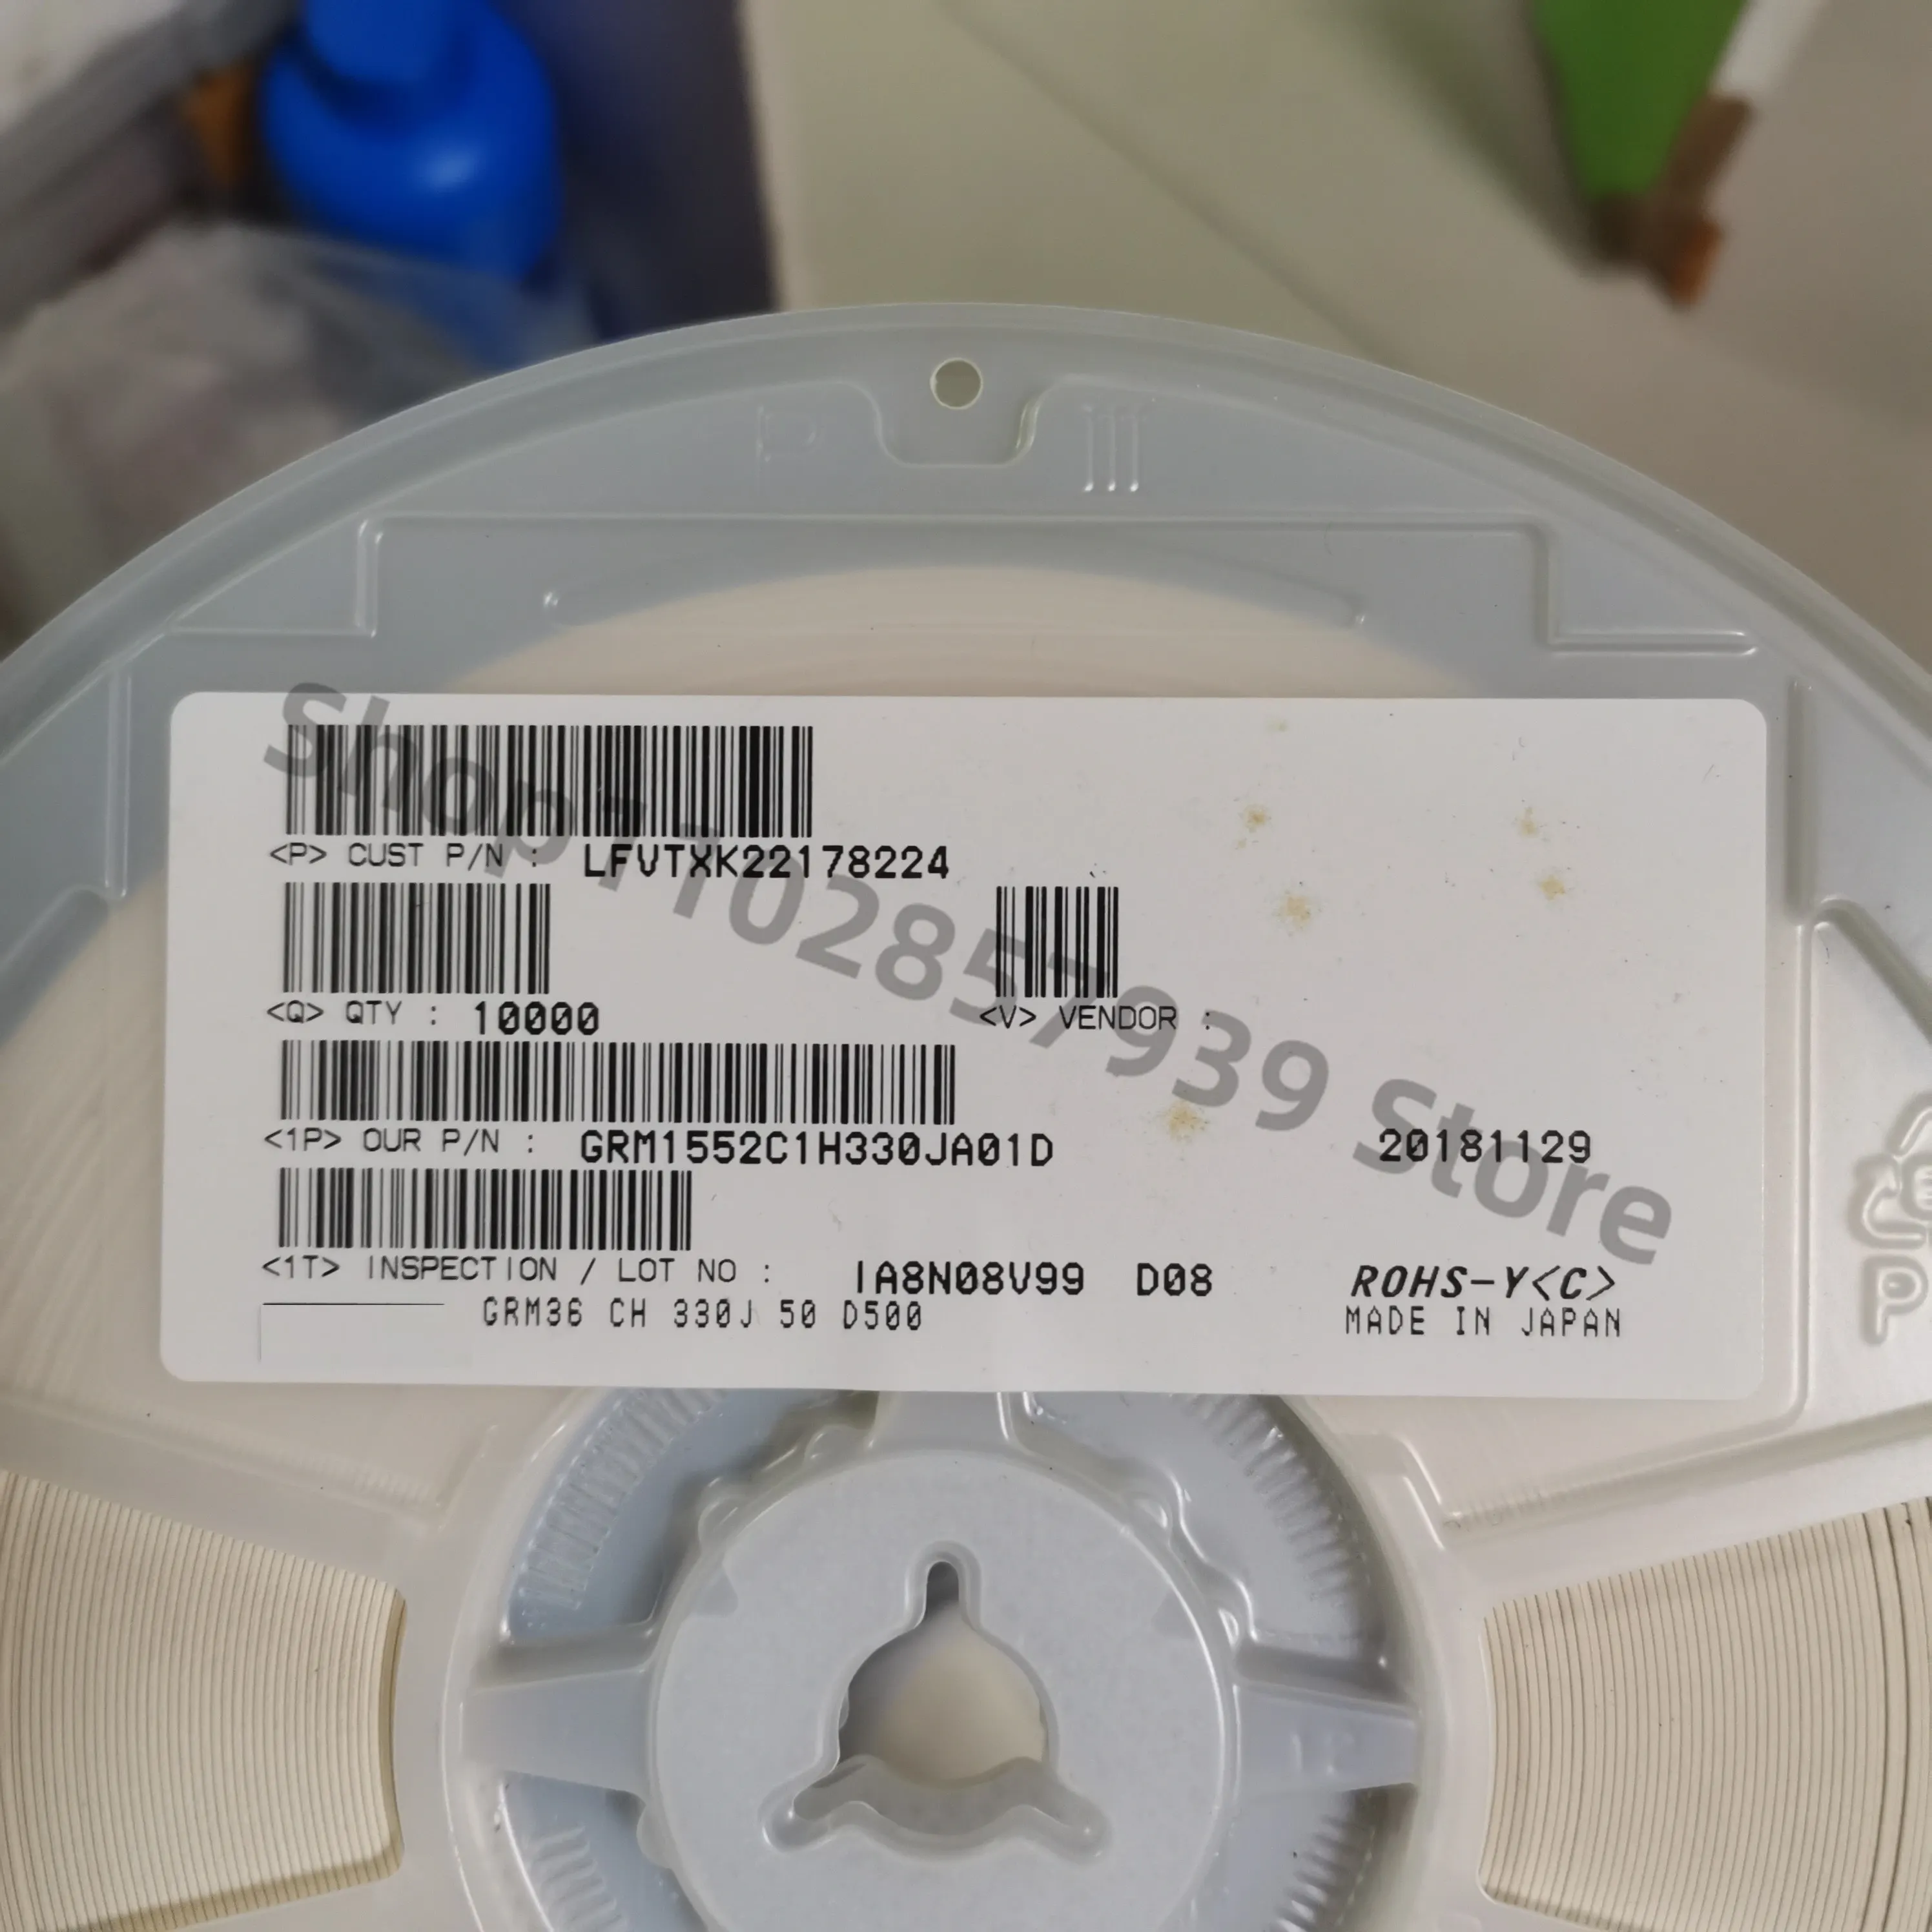 <P> CUST P/N : LFVTXK22178224
<Q> QTY : 10000
<V> VENDOR :
<1P> OUR P/N : GRM1552C1H330JA01D
20181129
<1T> INSPECTION / LOT NO : IA8N08V99 D08
ROHS-Y<C>
GRM36 CH 330J 50 D500
MADE IN JAPAN
Shop1102857939 Store